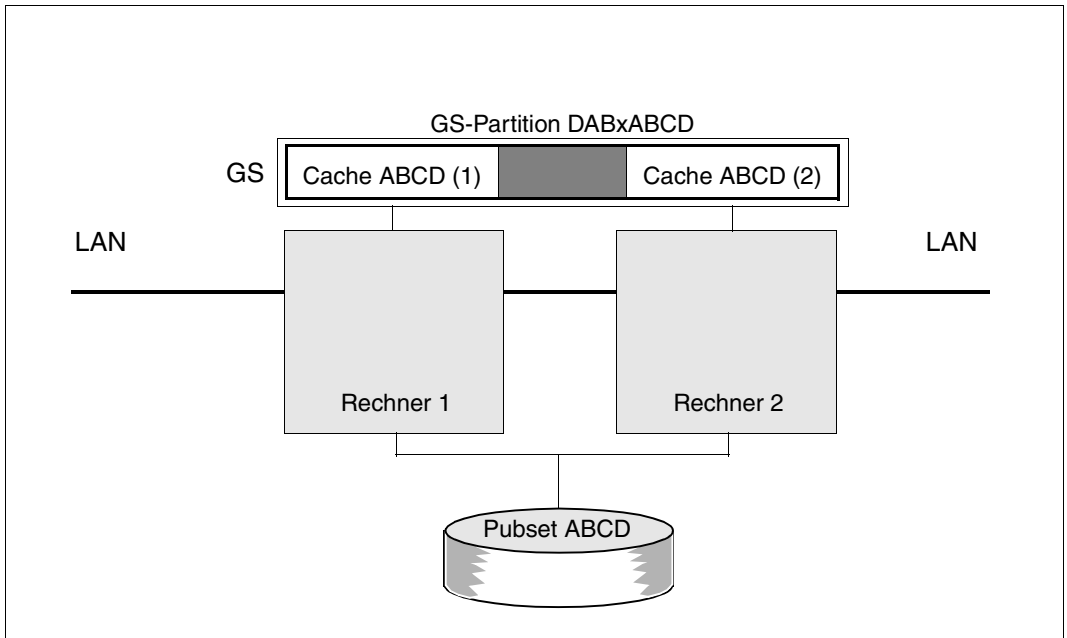 GS-Partition DABxABCD
GS
Cache ABCD (1)
Cache ABCD (2)
LAN
LAN
Rechner 1
Rechner 2
Pubset ABCD